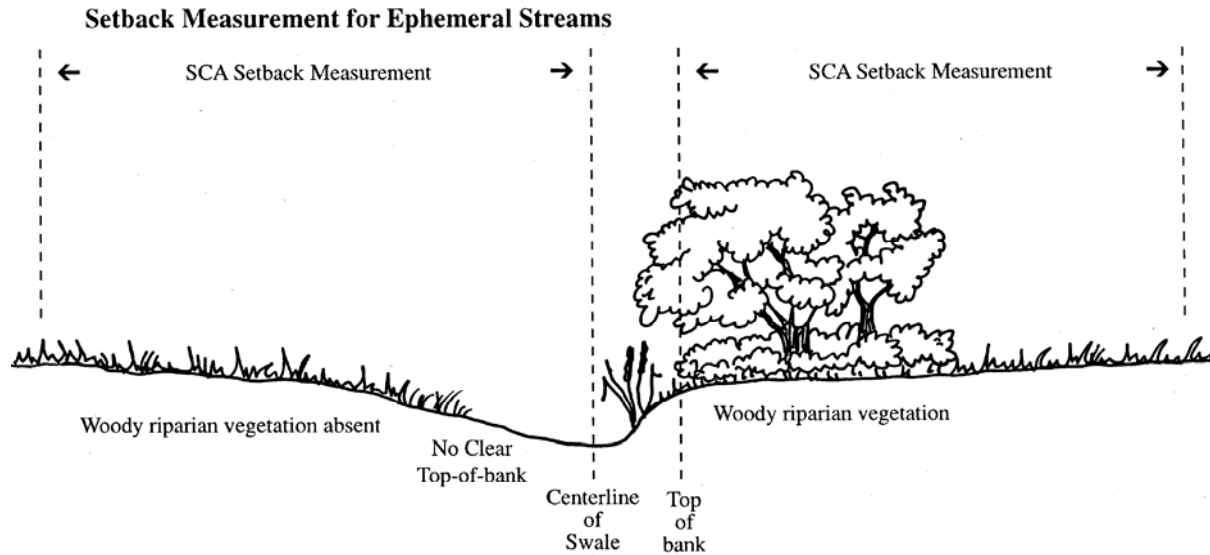 Setback Measurement for Ephemeral Streams
SCA Setback Measurement
SCA Setback Measurement
Woody riparian vegetation absent
No Clear
Top-of-bank
Centerline
of
Swale
Top
of
bank
Woody riparian vegetation